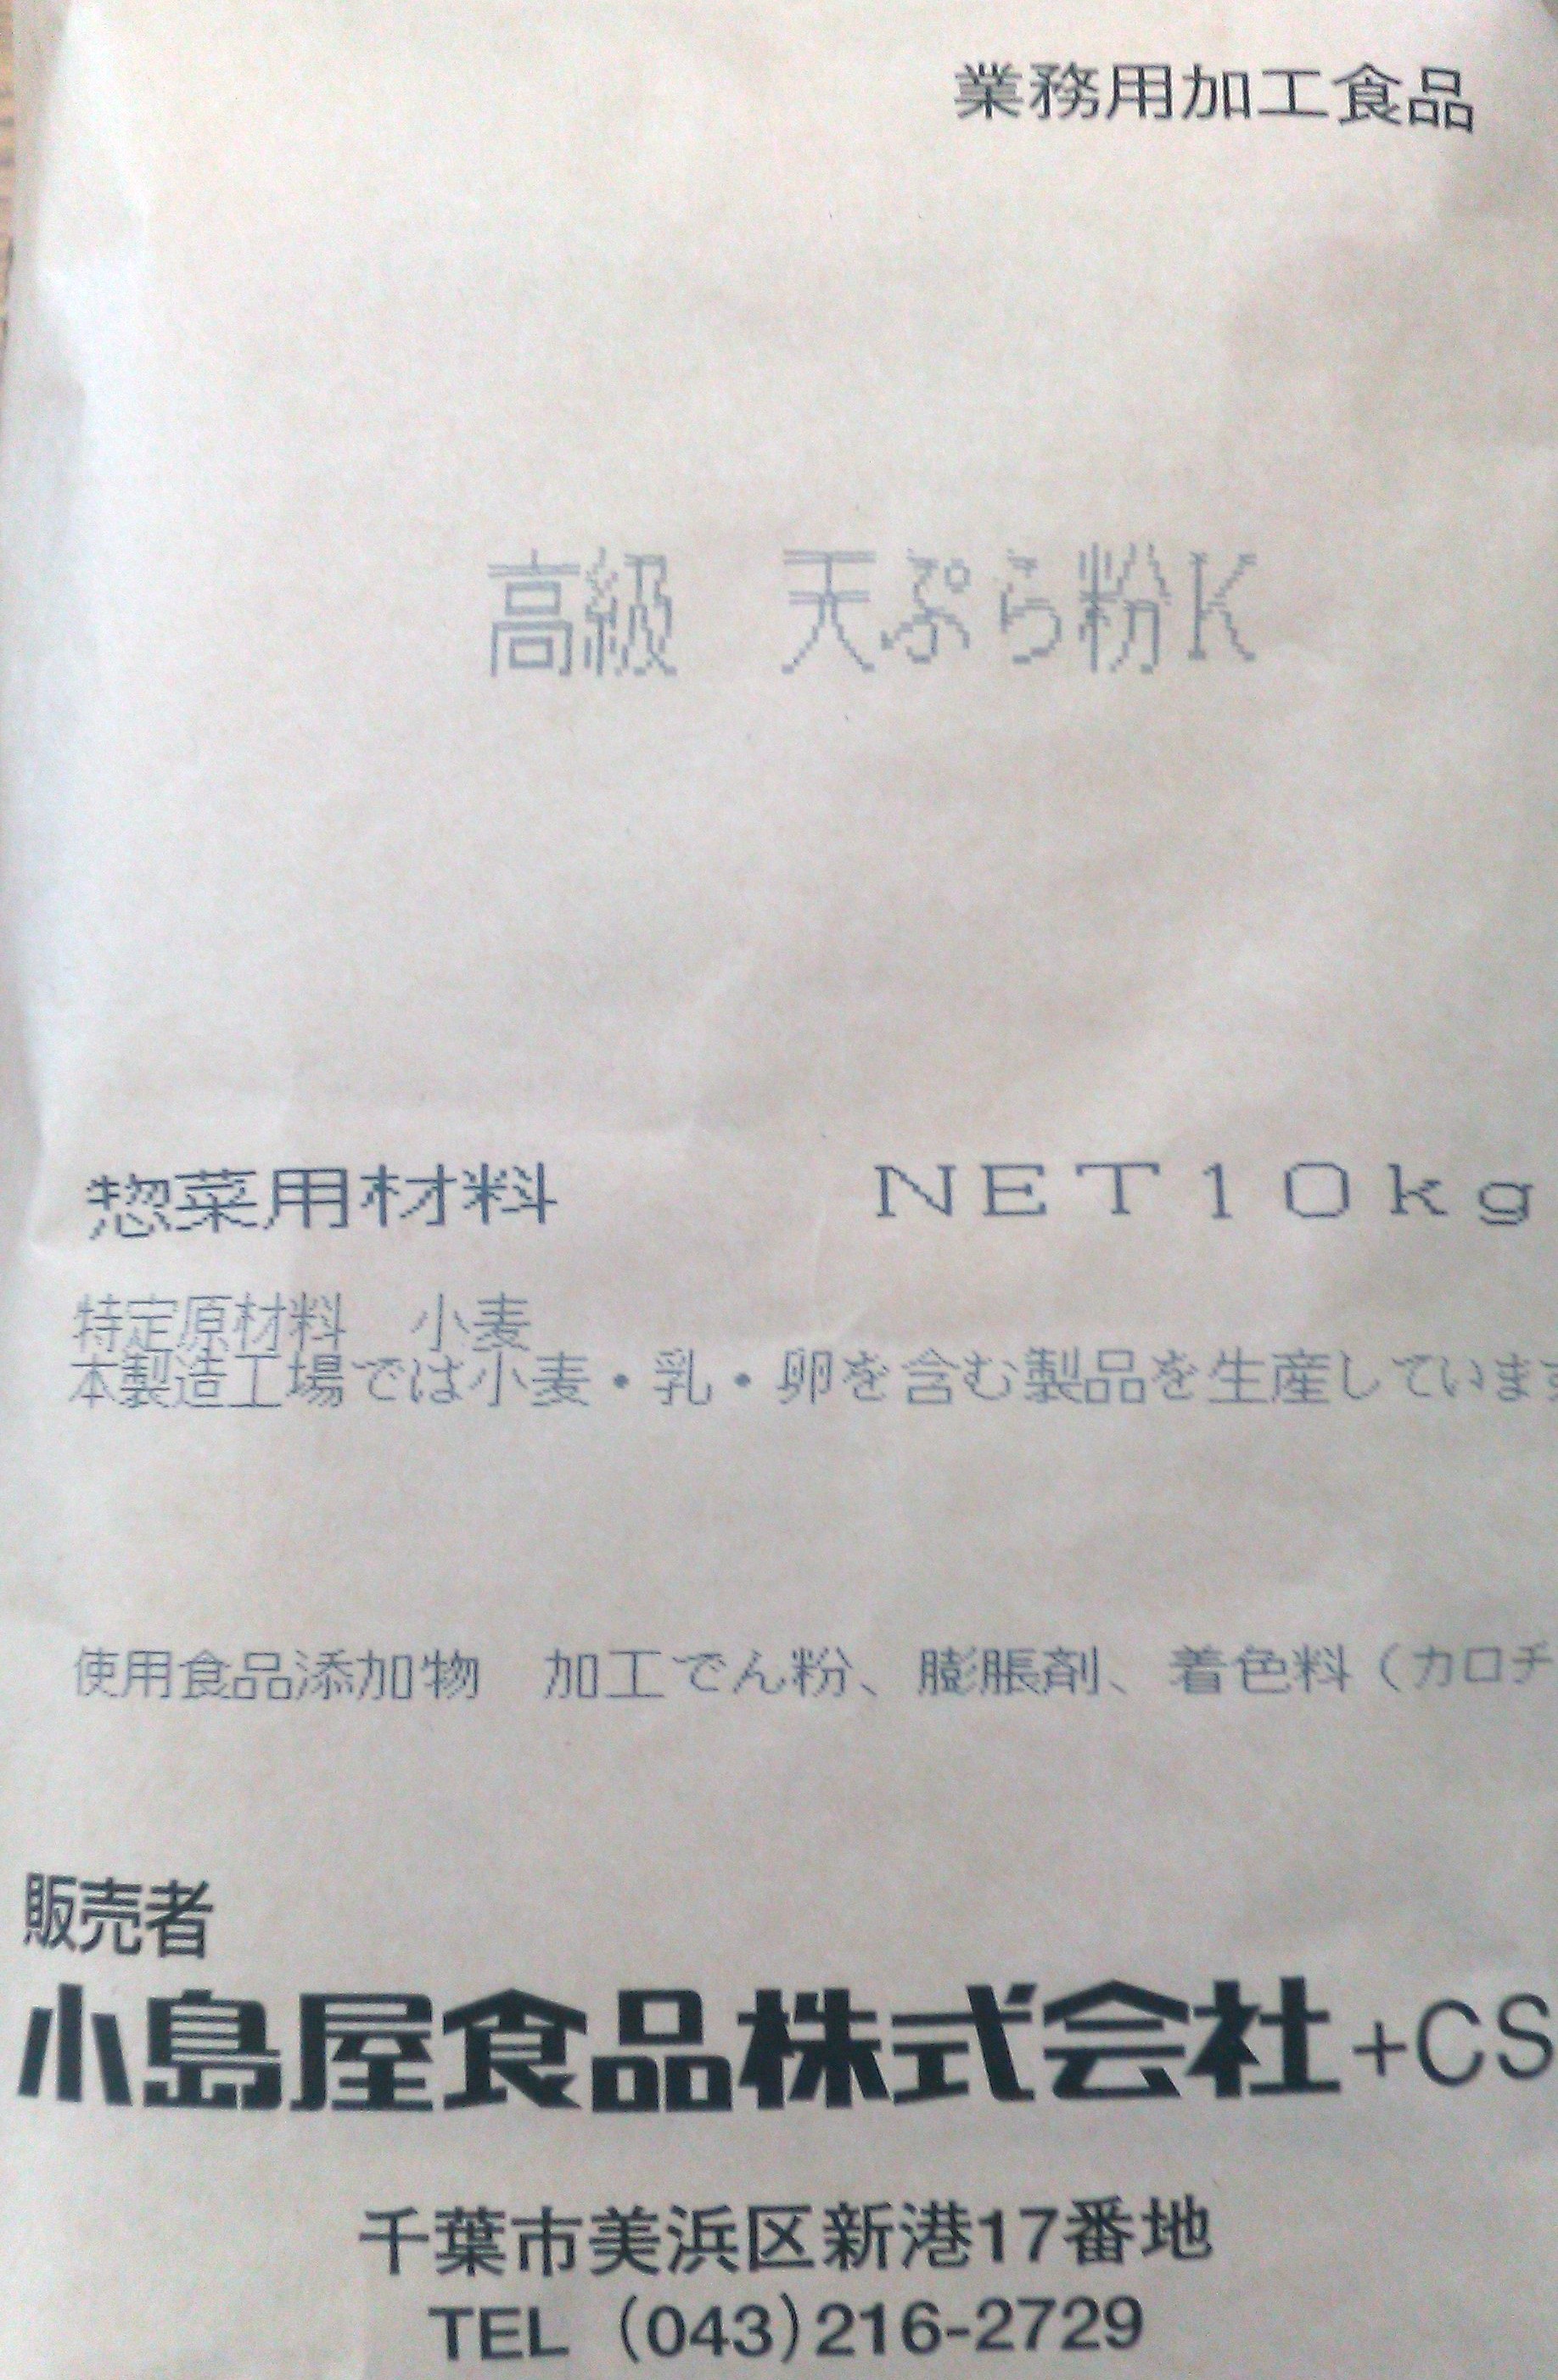 業務用加工食品
高級　天ぷら粉K
惣菜用材料　NET10kg
特定原材料　小麦
本製造工場では小麦・乳・卵を含む製品を生産しています
使用食品添加物　加工でん粉、膨脹剤、着色料（カロチ
販売者
小島屋食品株式会社+CS
千葉市美浜区新港17番地
TEL（043）216-2729